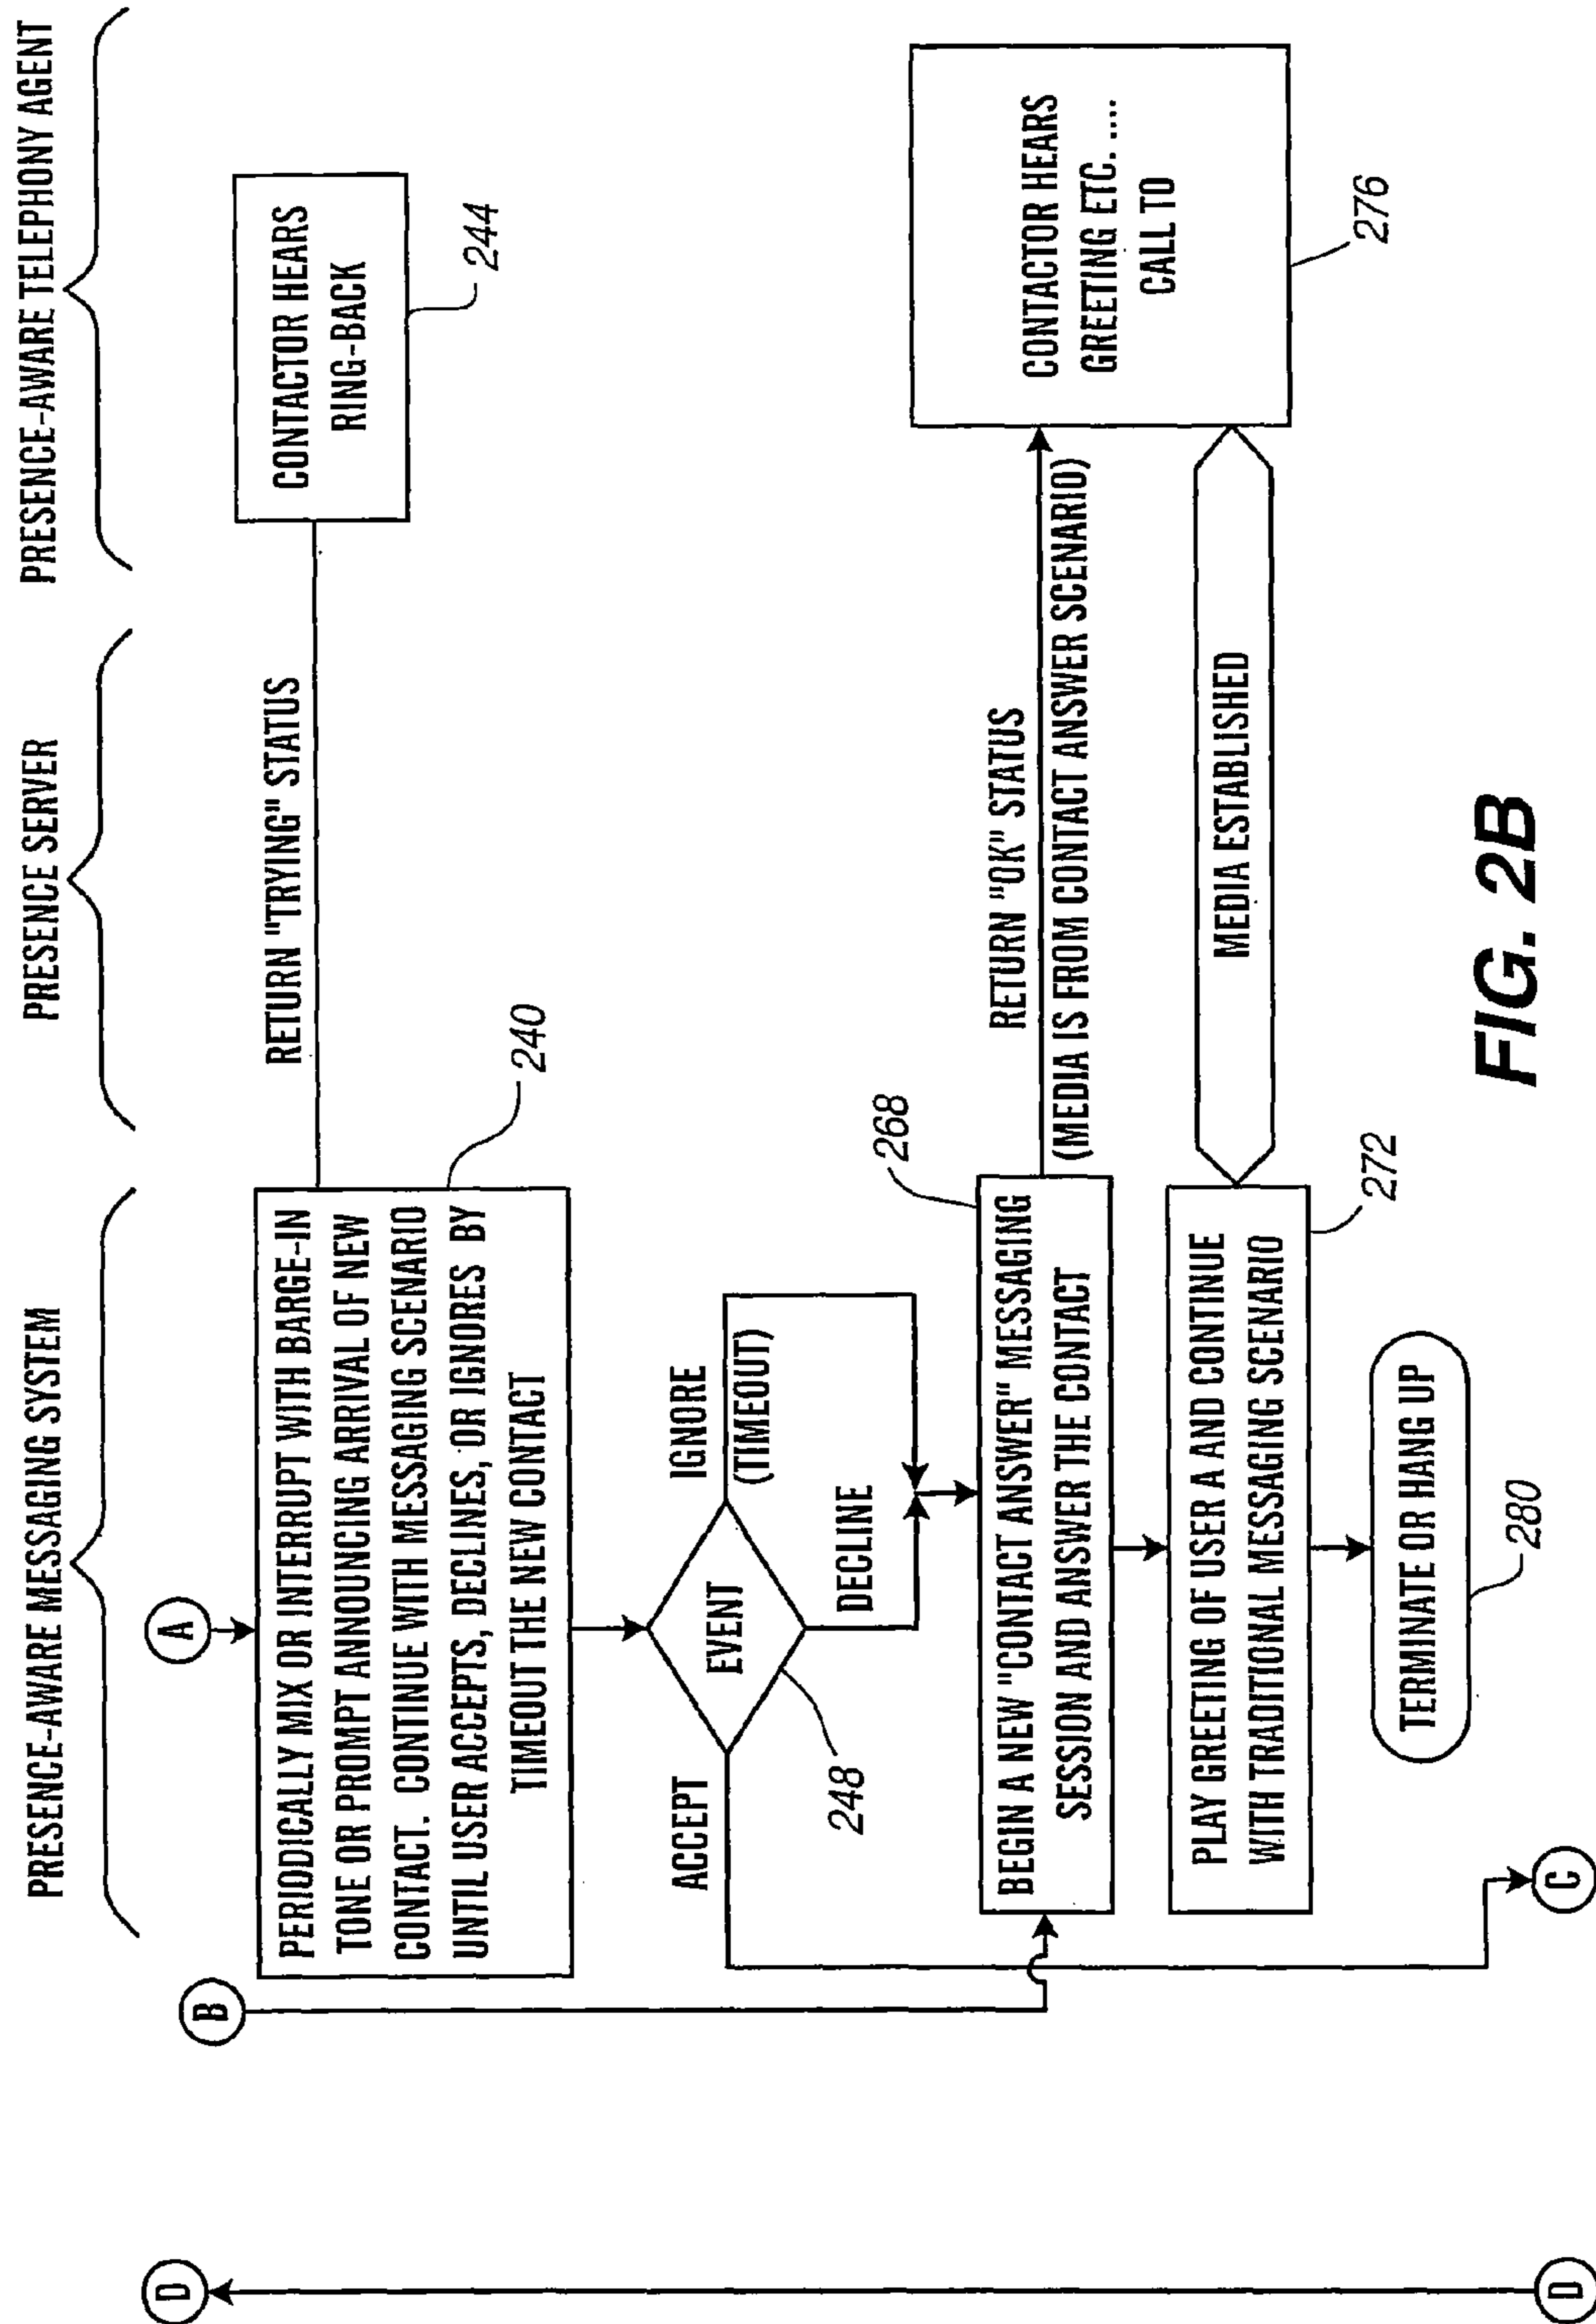 PRESENCE-AWARE MESSAGING SYSTEM
PRESENCE SERVER
PRESENCE-AWARE TELEPHONY AGENT
D
B
A
PERIODICALLY MIX OR INTERRUPT WITH BARGE-IN
TONE OR PROMPT ANNOUNCING ARRIVAL OF NEW
CONTACT. CONTINUE WITH MESSAGING SCENARIO
UNTIL USER ACCEPTS, DECLINES, OR IGNORES BY
TIMEOUT THE NEW CONTACT
240
RETURN "TRYING" STATUS
CONTACTOR HEARS
RING-BACK
244
ACCEPT
EVENT
248
IGNORE
(TIMEOUT)
DECLINE
268
BEGIN A NEW "CONTACT ANSWER" MESSAGING
SESSION AND ANSWER THE CONTACT
RETURN "OK" STATUS
(MEDIA IS FROM CONTACT ANSWER SCENARIO)
CONTACTOR HEARS
GREETING ETC. ....
CALL TO
276
PLAY GREETING OF USER A AND CONTINUE
WITH TRADITIONAL MESSAGING SCENARIO
272
MEDIA ESTABLISHED
TERMINATE OR HANG UP
280
D
C
FIG. 2B